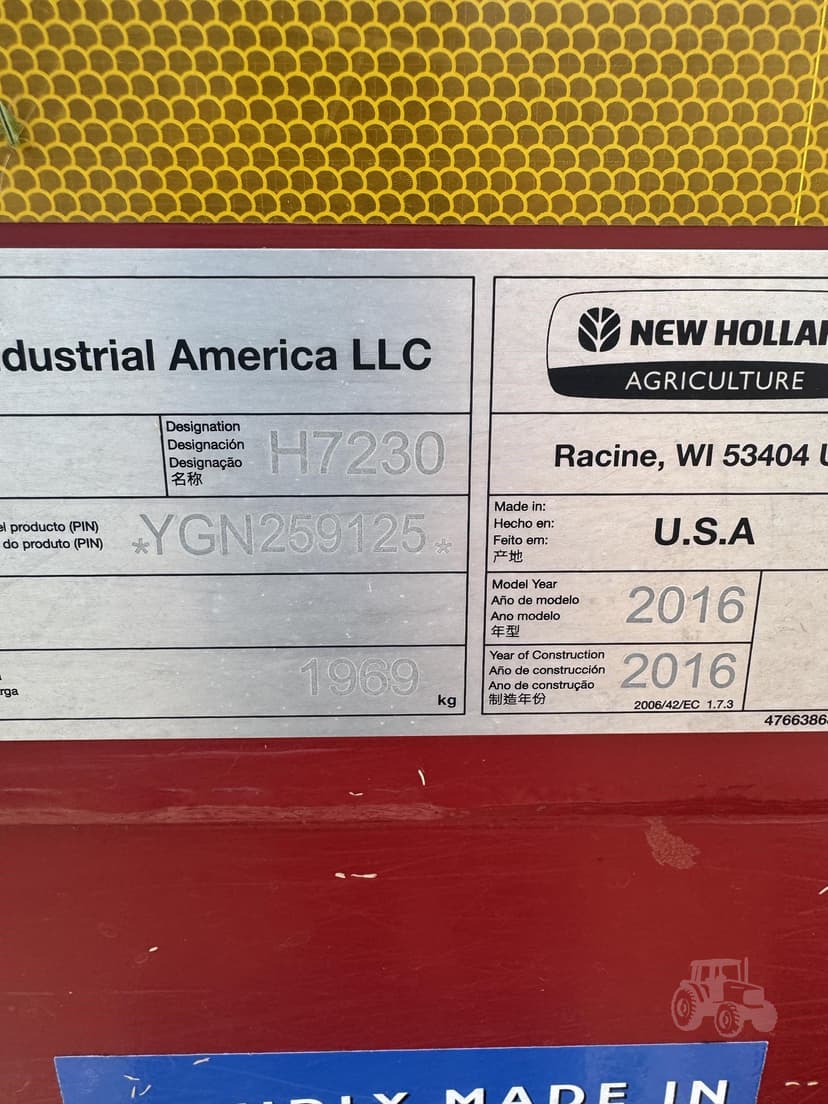 dustrial America LLC
NEW HOLLA
AGRICULTURE
Designation
Designación
Designação
名称
H7230
Racine, WI 53404 U
el producto (PIN)
do produto (PIN)
*YGN259125*
Made in:
Hecho en:
Feito em:
产地
U.S.A
Model Year
Año de modelo
Ano modelo
年型
2016
rga
1969
kg
Year of Construction
Año de construcción
Ano de construção
制造年份
2016
2006/42/EC 1.7.3
4766386
MADE IN